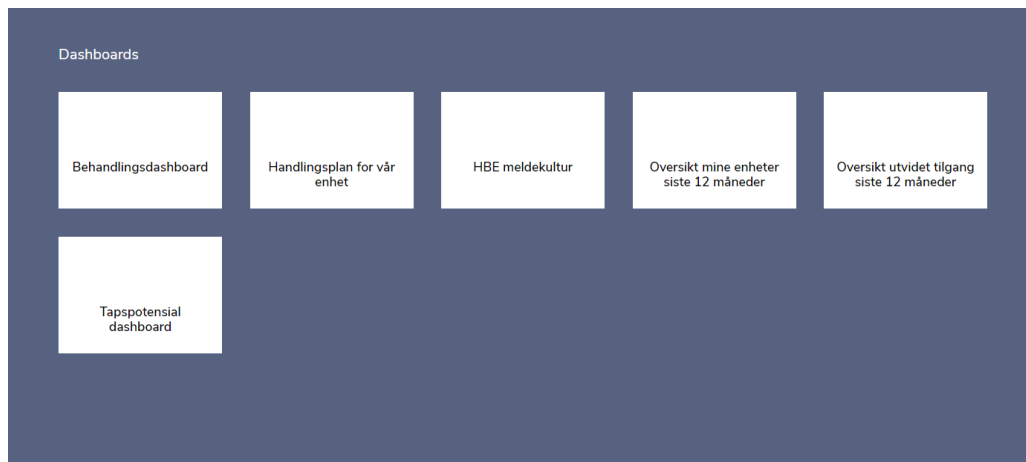 Dashboards
Behandlingsdashboard
Handlingsplan for vår
enhet
HBE meldekultur
Oversikt mine enheter
siste 12 måneder
Oversikt utvidet tilgang
siste 12 måneder
Tapspotensial
dashboard